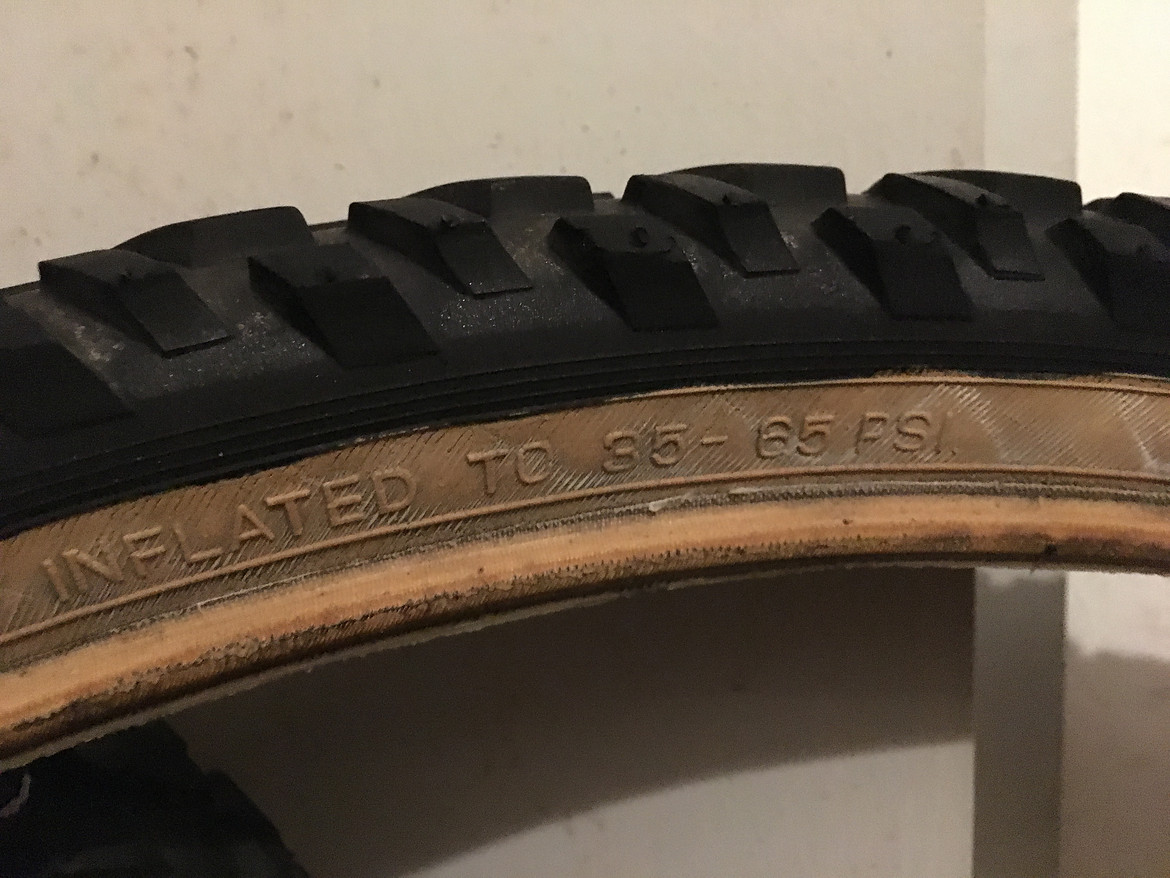 INFLATED TO 35- 65 PSI.